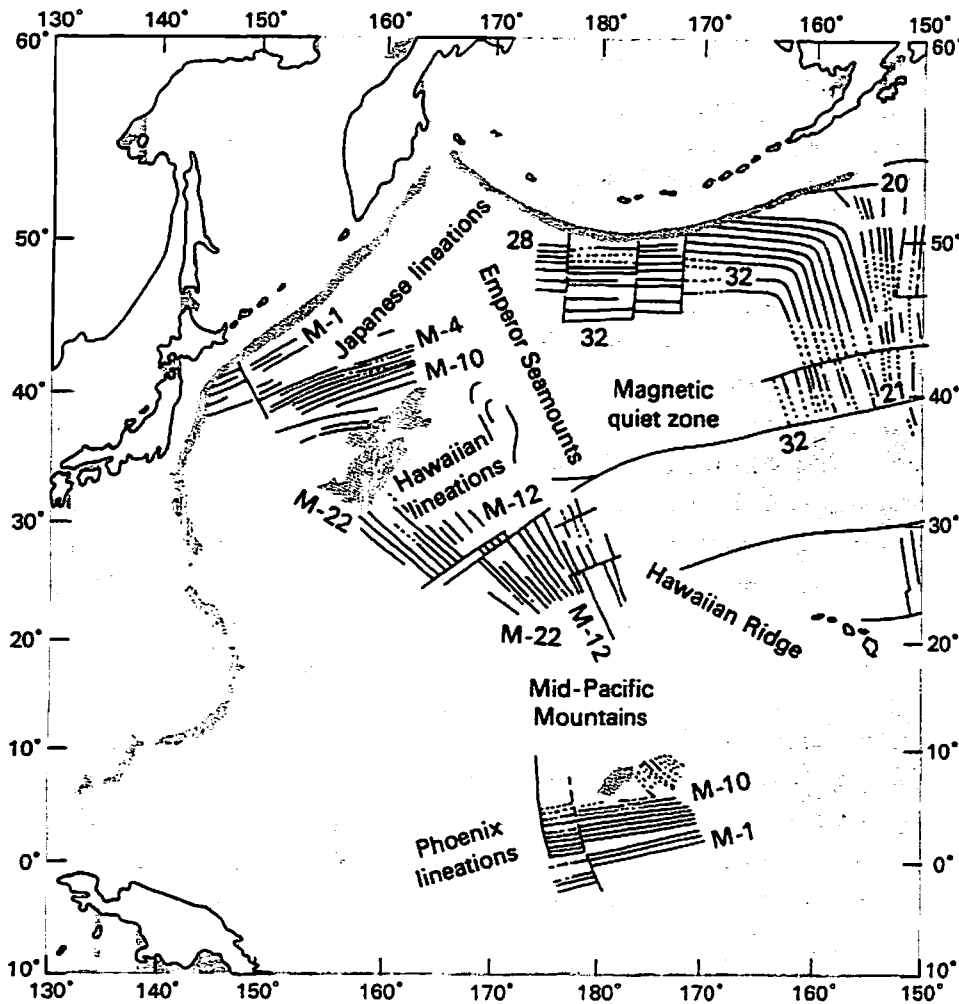 130° 140° 150° 160° 170° 180° 170° 160° 150°
60° 60°
20
50° 28 50°
Japanese lineations
32
Emperor Seamounts
M-1
M-4
32
M-10
40° Magnetic 21 40°
quiet zone
32
Hawaiian
lineations
M-22
M-12
30° 30°
Hawaiian Ridge
M-12
M-22
20° 20°
Mid-Pacific
Mountains
10° 10°
M-10
Phoenix
lineations
M-1
0° 0°
10° 10°
130° 140° 150° 160° 170° 180° 170° 160° 150°